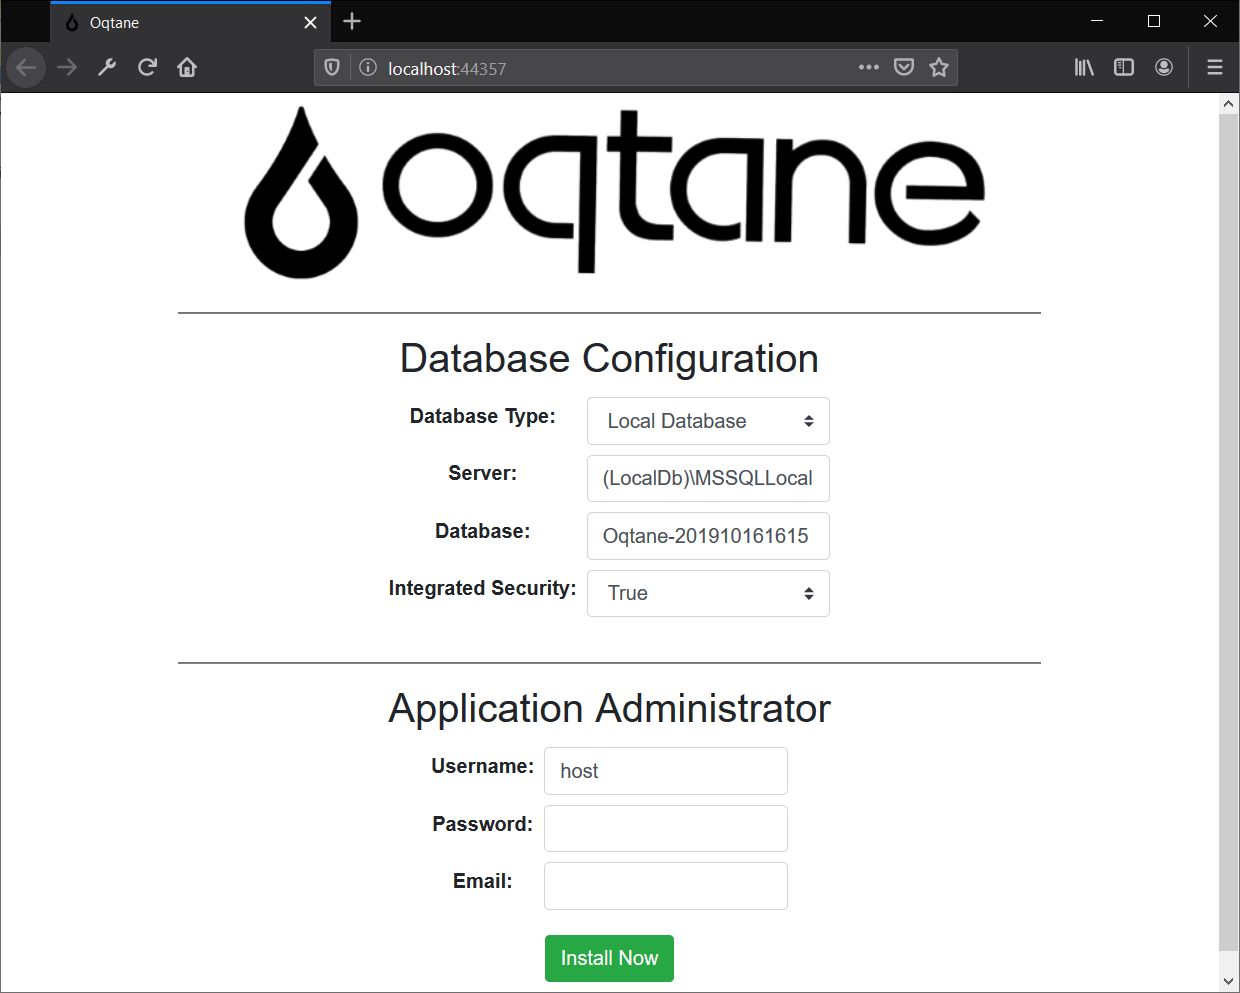 Oqtane
localhost:44357
oqtane
Database Configuration
Database Type: Local Database
Server: (LocalDb)\MSSQLLocal
Database: Oqtane-201910161615
Integrated Security: True
Application Administrator
Username: host
Password:
Email:
Install Now